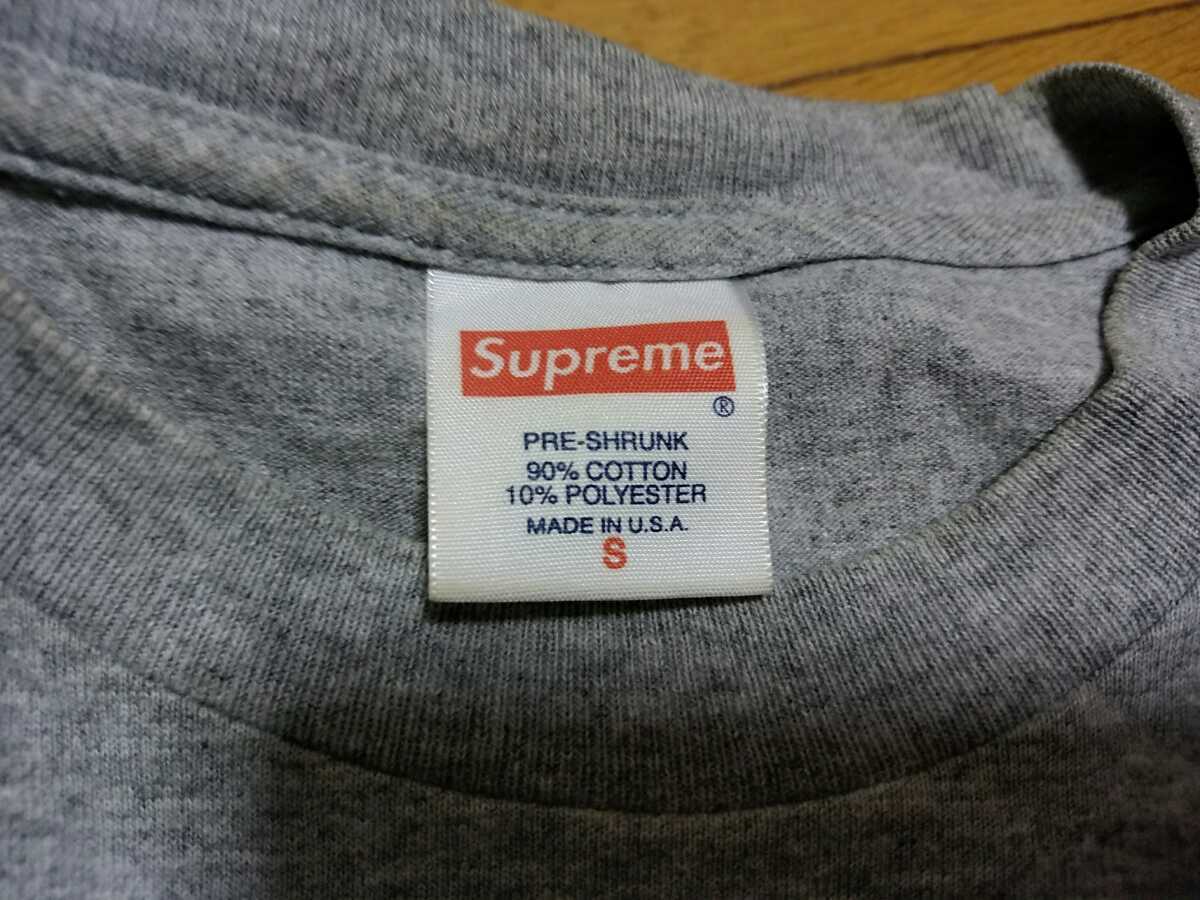 Supreme
®
PRE-SHRUNK
90% COTTON
10% POLYESTER
MADE IN U.S.A.
S